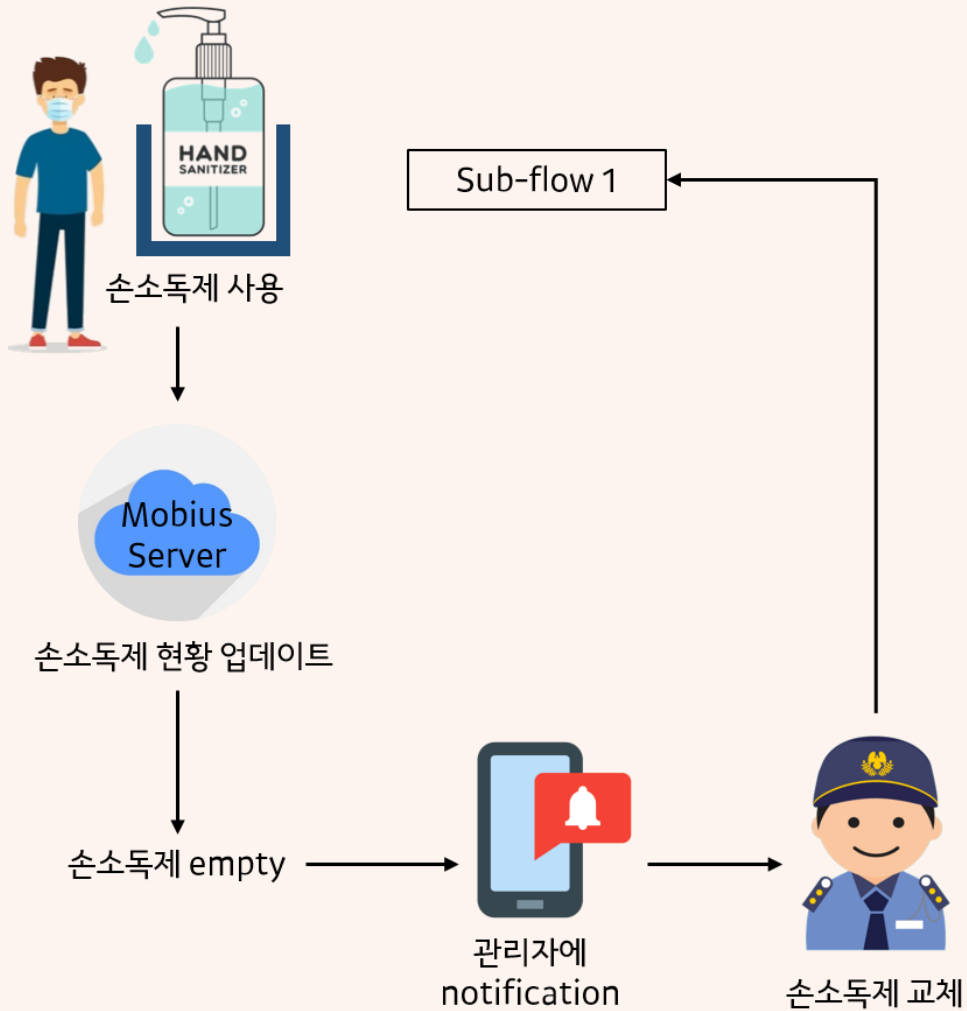 HAND
SANITIZER
Sub-flow 1
손소독제 사용
Mobius
Server
손소독제 현황 업데이트
손소독제 empty
관리자에
notification
손소독제 교체